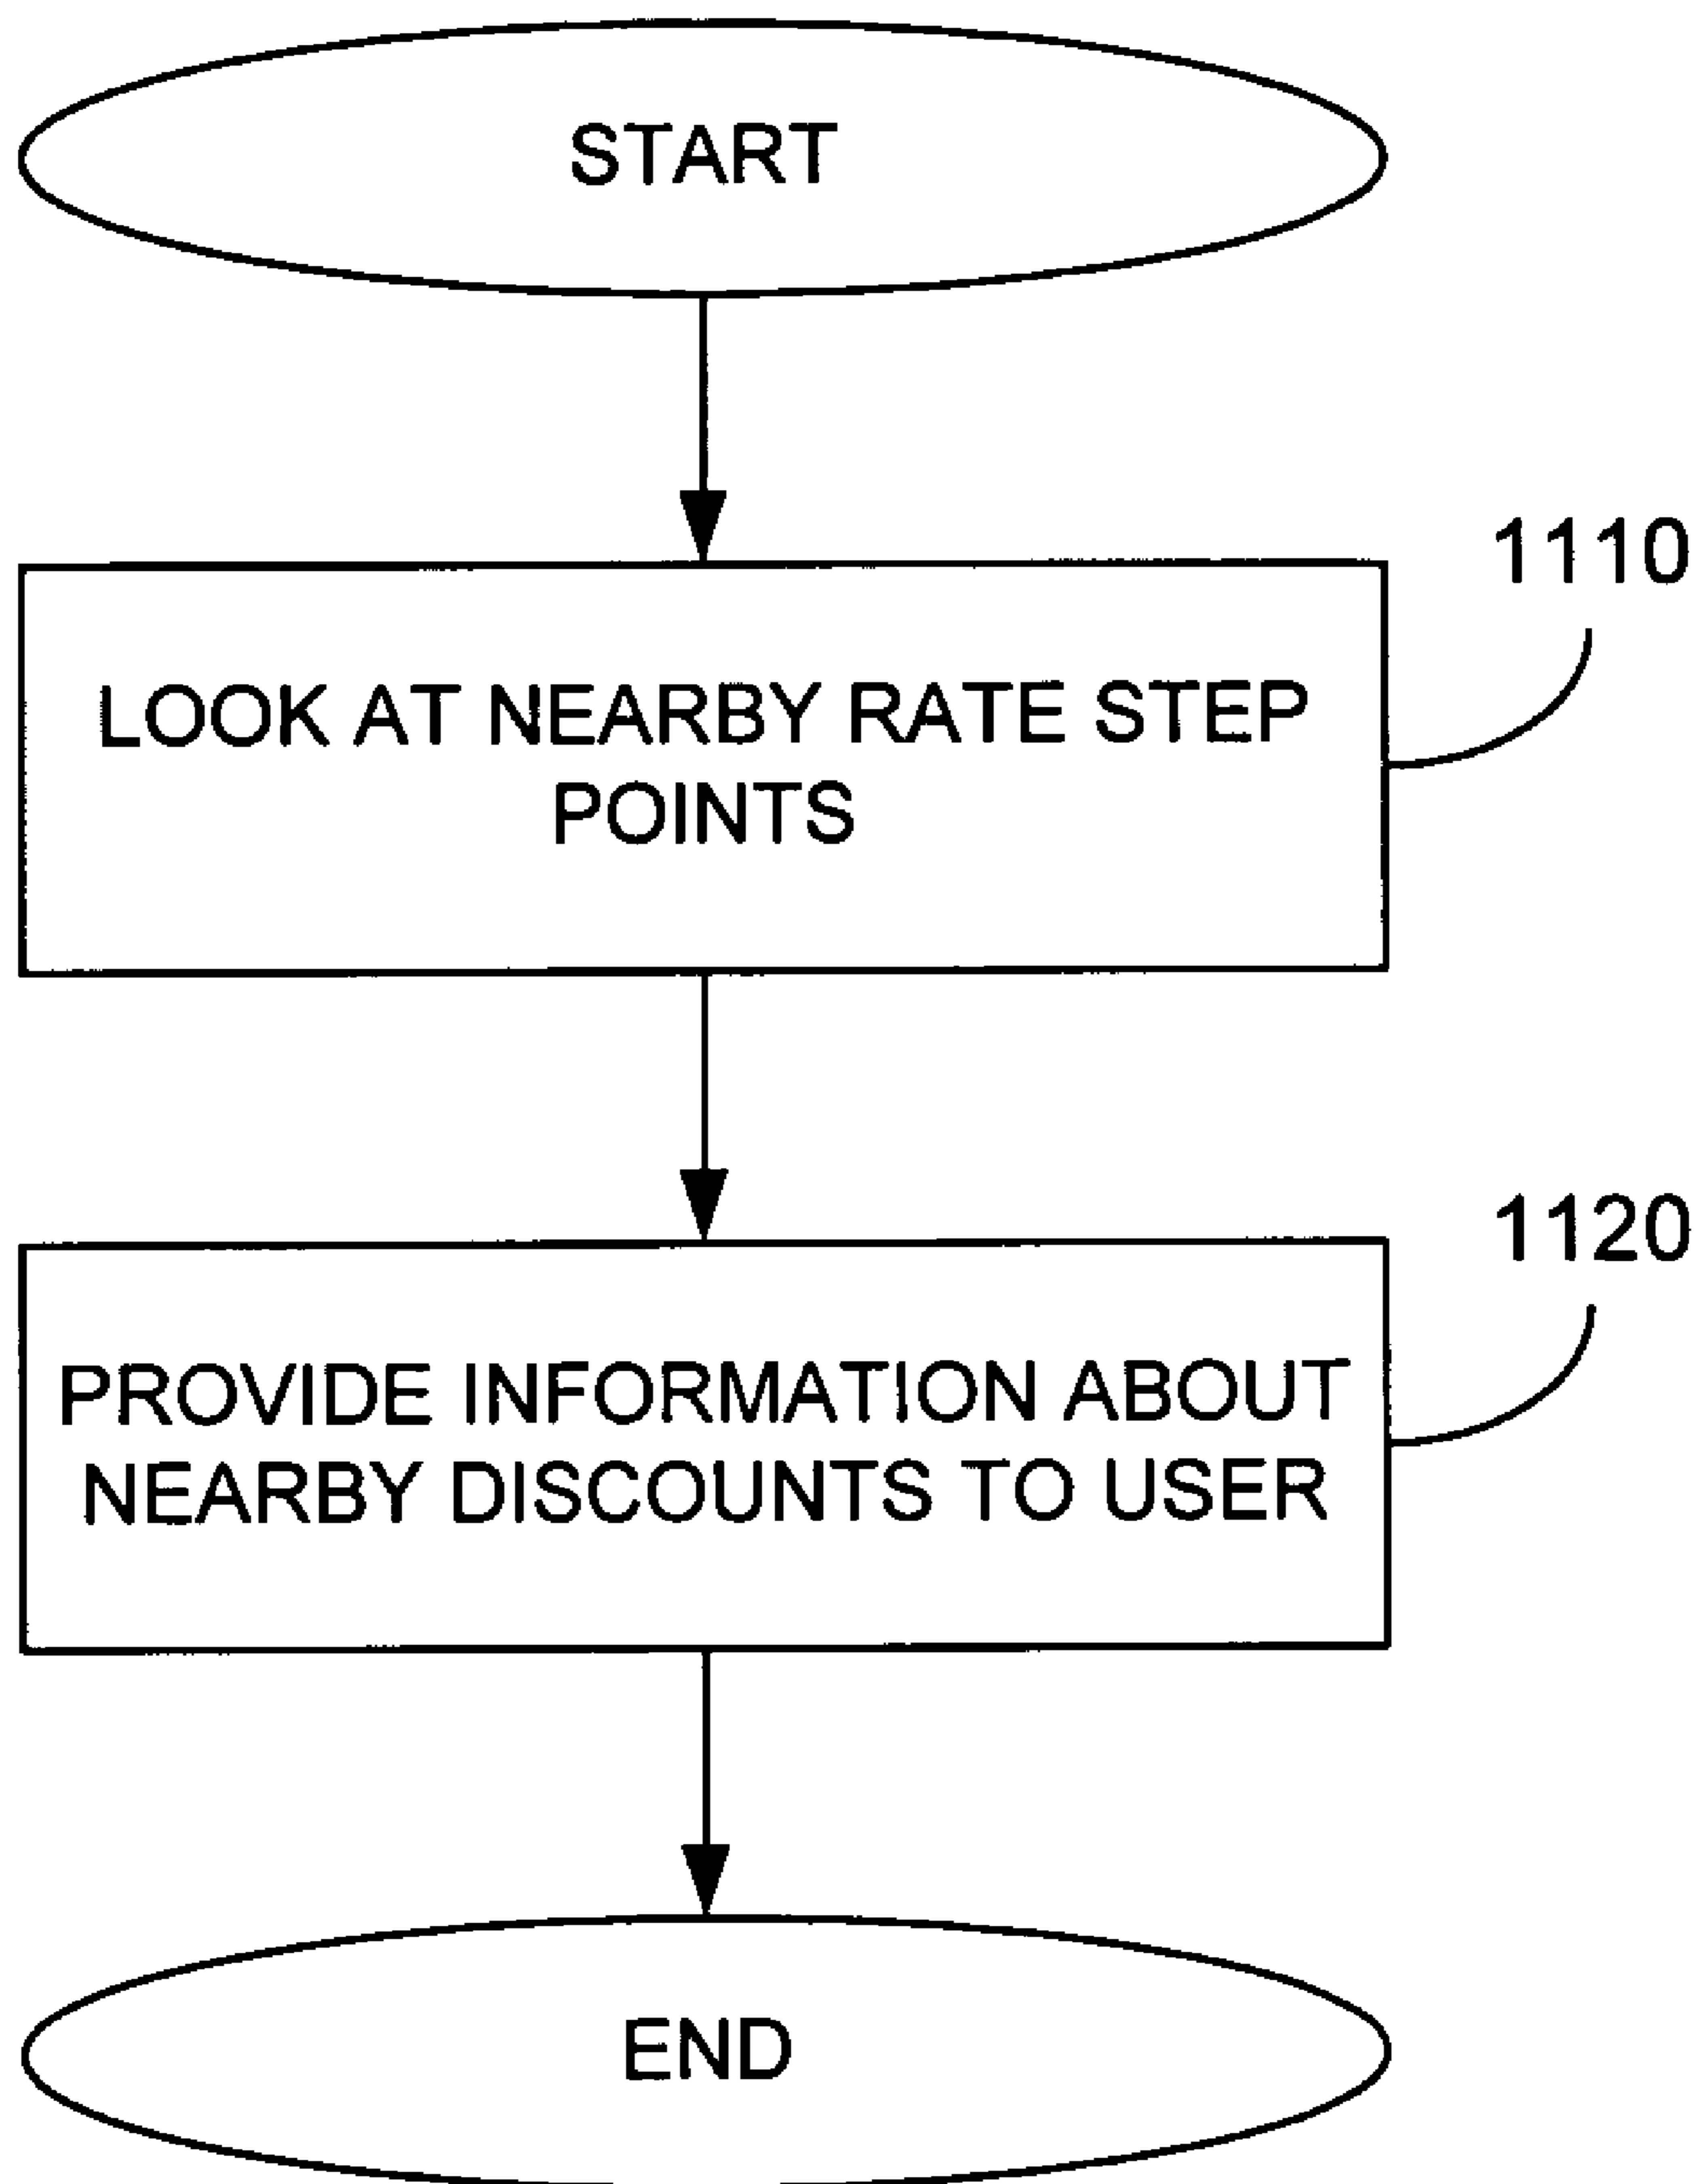 START
1110
LOOK AT NEARBY RATE STEP
POINTS
1120
PROVIDE INFORMATION ABOUT
NEARBY DISCOUNTS TO USER
END